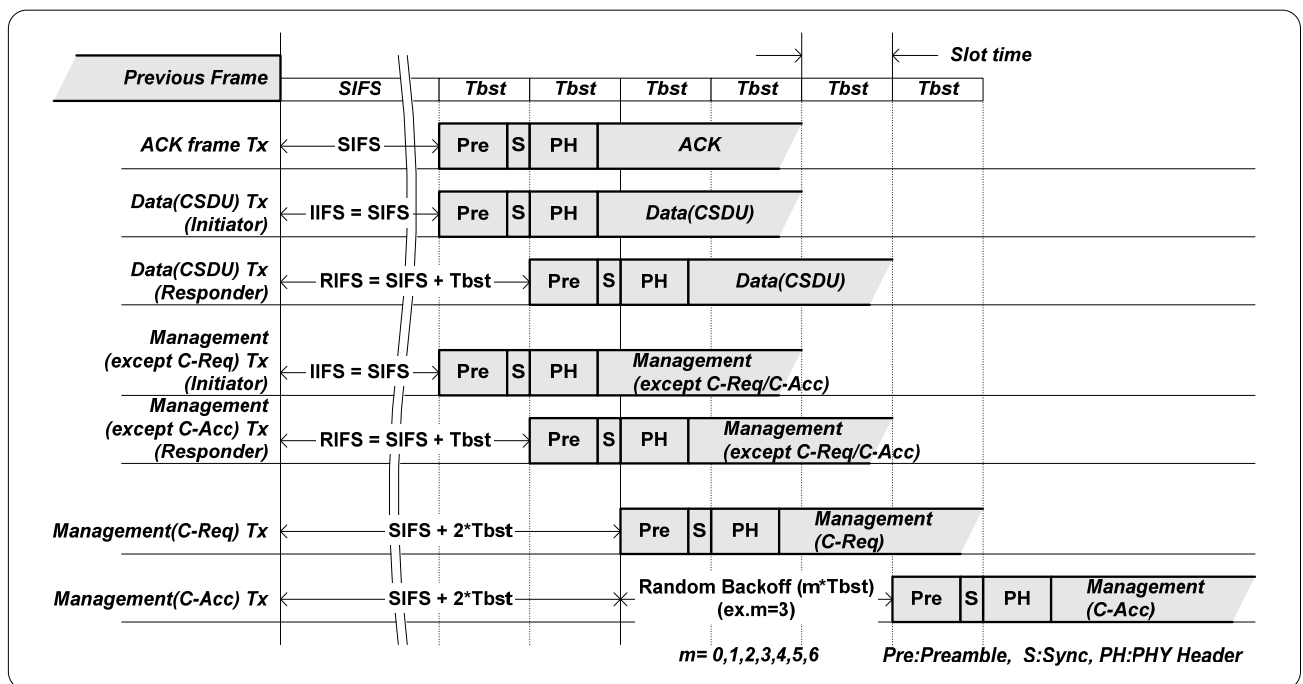 Slot time
Previous Frame
SIFS
Tbst
Tbst
Tbst
Tbst
Tbst
Tbst
ACK frame Tx
SIFS
Pre
S
PH
ACK
Data(CSDU) Tx
(Initiator)
IIFS = SIFS
Pre
S
PH
Data(CSDU)
Data(CSDU) Tx
(Responder)
RIFS = SIFS + Tbst
Pre
S
PH
Data(CSDU)
Management
(except C-Req) Tx
(Initiator)
IIFS = SIFS
Pre
S
PH
Management
(except C-Req/C-Acc)
Management
(except C-Acc) Tx
(Responder)
RIFS = SIFS + Tbst
Pre
S
PH
Management
(except C-Req/C-Acc)
Management(C-Req) Tx
SIFS + 2*Tbst
Pre
S
PH
Management
(C-Req)
Management(C-Acc) Tx
SIFS + 2*Tbst
Random Backoff (m*Tbst)
(ex.m=3)
Pre
S
PH
Management
(C-Acc)
m= 0,1,2,3,4,5,6
Pre:Preamble, S:Sync, PH:PHY Header